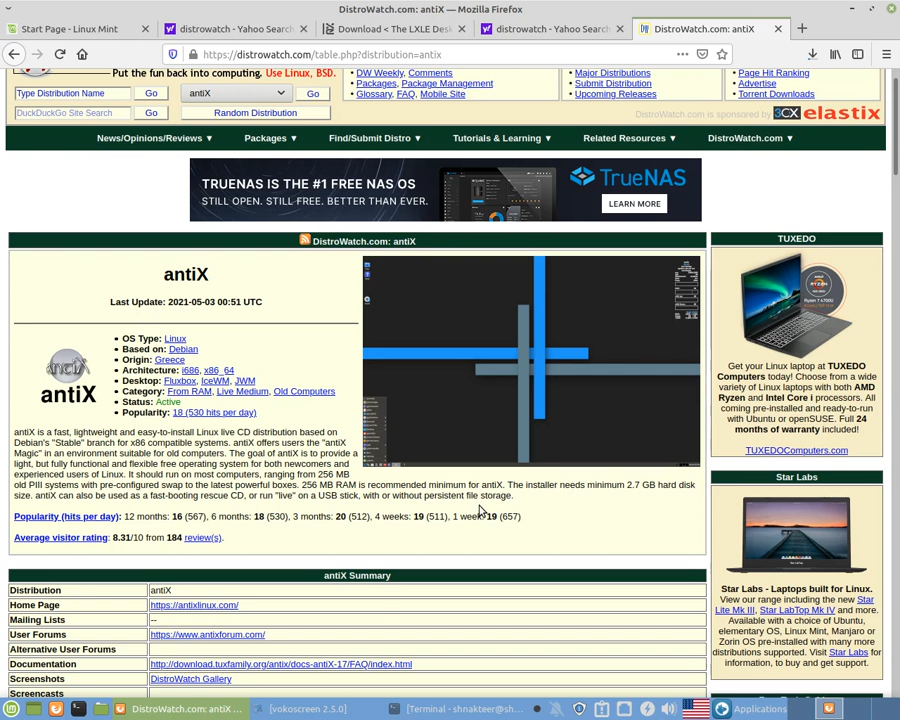 DistroWatch.com: antiX — Mozilla Firefox
Start Page - Linux Mint
distrowatch - Yahoo Searc
Download < The LXLE Desk
distrowatch - Yahoo Searc
DistroWatch.com: antiX
https://distrowatch.com/table.php?distribution=antix
Put the fun back into computing. Use Linux, BSD.
Type Distribution Name Go antiX Go
DuckDuckGo Site Search Go Random Distribution
• DW Weekly, Comments
• Packages, Package Management
• Glossary, FAQ, Mobile Site
• Major Distributions
• Submit Distribution
• Upcoming Releases
• Page Hit Ranking
• Advertise
• Torrent Downloads
DistroWatch.com is sponsored by 3CX elastix
News/Opinions/Reviews ▼ Packages ▼ Find/Submit Distro ▼ Tutorials & Learning ▼ Related Resources ▼ DistroWatch.com ▼
TRUENAS IS THE #1 FREE NAS OS
STILL OPEN. STILL FREE. BETTER THAN EVER.
TrueNAS
LEARN MORE
DistroWatch.com: antiX
antiX
Last Update: 2021-05-03 00:51 UTC
antiX
• OS Type: Linux
• Based on: Debian
• Origin: Greece
• Architecture: i686, x86_64
• Desktop: Fluxbox, IceWM, JWM
• Category: From RAM, Live Medium, Old Computers
• Status: Active
• Popularity: 18 (530 hits per day)
antiX is a fast, lightweight and easy-to-install Linux live CD distribution based on
Debian's "Stable" branch for x86 compatible systems. antiX offers users the "antiX
Magic" in an environment suitable for old computers. The goal of antiX is to provide a
light, but fully functional and flexible free operating system for both newcomers and
experienced users of Linux. It should run on most computers, ranging from 256 MB
old PIII systems with pre-configured swap to the latest powerful boxes. 256 MB RAM is recommended minimum for antiX. The installer needs minimum 2.7 GB hard disk
size. antiX can also be used as a fast-booting rescue CD, or run "live" on a USB stick, with or without persistent file storage.
Popularity (hits per day): 12 months: 16 (567), 6 months: 18 (530), 3 months: 20 (512), 4 weeks: 19 (511), 1 week: 19 (657)
Average visitor rating: 8.31/10 from 184 review(s).
antiX Summary
Distribution antiX
Home Page https://antixlinux.com/
Mailing Lists --
User Forums https://www.antixforum.com/
Alternative User Forums
Documentation http://download.tuxfamily.org/antix/docs-antiX-17/FAQ/index.html
Screenshots DistroWatch Gallery
Screencasts
TUXEDO
Get your Linux laptop at TUXEDO
Computers today! Choose from a wide
variety of Linux laptops with both AMD
Ryzen and Intel Core i processors. All
coming pre-installed and ready-to-run
with Ubuntu or openSUSE. Full 24
months of warranty included!
TUXEDOComputers.com
Star Labs
Star Labs - Laptops built for Linux.
View our range including the new Star
Lite Mk III, Star LabTop Mk IV and more.
Available with a choice of Ubuntu,
elementary OS, Linux Mint, Manjaro or
Zorin OS pre-installed with many more
distributions supported. Visit Star Labs for
information, to buy and get support.
DistroWatch.com: antiX ...
[vokoscreen 2.5.0]
[Terminal - shnakteer@sh...
Applications